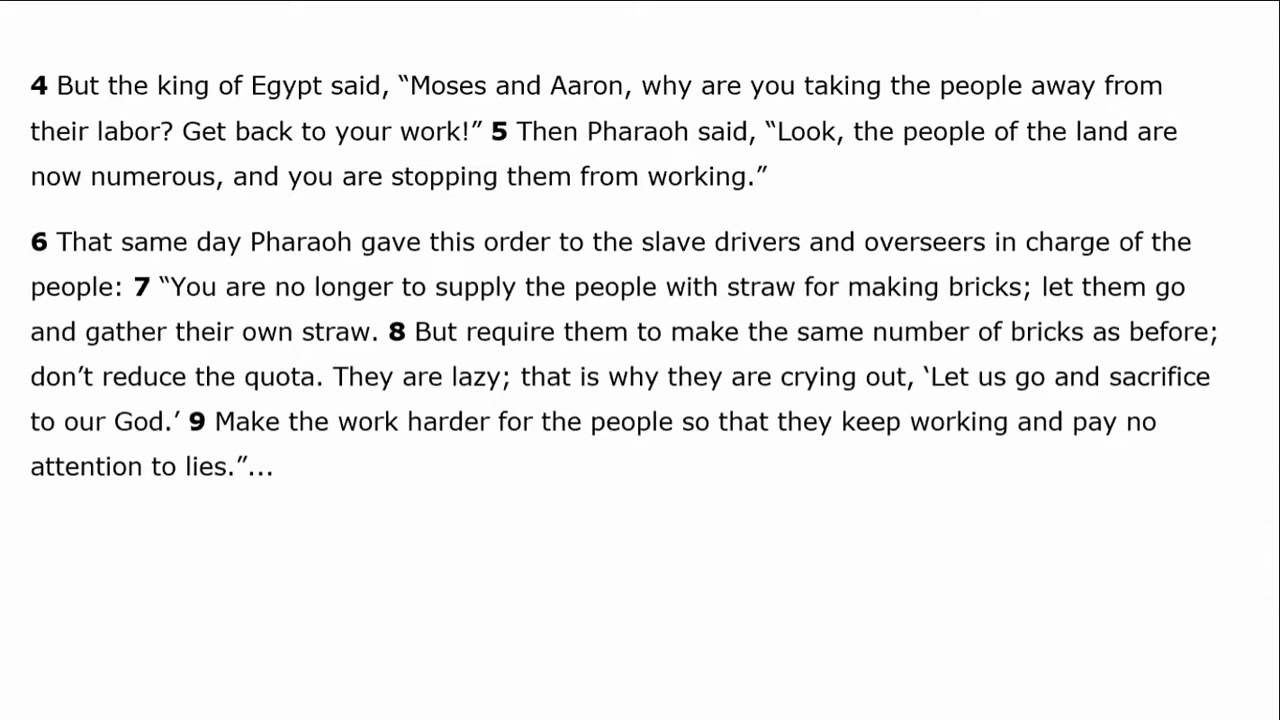 4 But the king of Egypt said, “Moses and Aaron, why are you taking the people away from
their labor? Get back to your work!” 5 Then Pharaoh said, “Look, the people of the land are
now numerous, and you are stopping them from working.”
6 That same day Pharaoh gave this order to the slave drivers and overseers in charge of the
people: 7 “You are no longer to supply the people with straw for making bricks; let them go
and gather their own straw. 8 But require them to make the same number of bricks as before;
don’t reduce the quota. They are lazy; that is why they are crying out, ‘Let us go and sacrifice
to our God.’ 9 Make the work harder for the people so that they keep working and pay no
attention to lies.”...